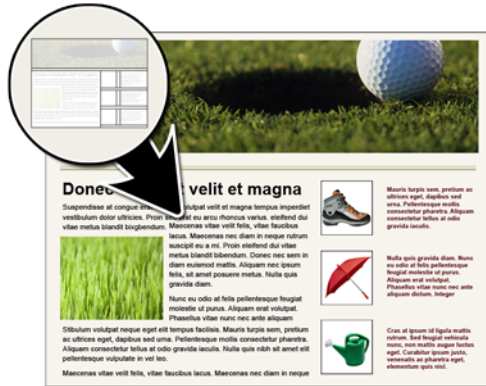 Donec velit et magna
Suspendisse at congue volutpat velit at magna tempus imperdiet
vestibulum dolor ultricies. Proin erat eu arcu rhoncus varius. eleifend dui
vitae metus blandit bixgbendum. Maecenas vitae velit felis, vitae faucibus
lacus. Maecenas nec diam in neque rutrum
suscipit eu a mi. Proin eleifend dui vitae
metus blandit bibendum. Donec nec sem in
diam euismod mattis. Aliquam nec ipsum
felis, sit amet posuere metus. Nulla quis
gravida diam.
Nunc eu odio at felis pellentesque feugiat
molestie ut purus. Aliquam erat volutpat.
Phasellus vitae nunc nec ante aliquam
Stibulum volutpat neque eget elit tempus facilisis. Mauris turpis sem, pretium
ac ultrices eget, dapibus sed urna. Pellentesque mollis consectetur pharetra.
Aliquam consectetur tellus at odio gravida iaculis. Nulla quis nibh sit amet elit
pellentesque vulputate in vel leo.
Maecenas vitae velit felis, vitae faucibus lacus. Maecenas nec diam in neque
Mauris turpis sem, pretium ac
ultrices eget, dapibus sed
urna. Pellentesque mollis
consectetur pharetra. Aliquam
consectetur tellus at odio
gravida iaculis.
Nulla quis gravida diam. Nunc
eu odio at felis pellentesque
feugiat molestie ut purus.
Aliquam erat volutpat.
Phasellus vitae nunc nec ante
aliquam dictum. Integer
Cras at ipsum id ligula mattis
rutrum. Sed feugiat vehicula
nunc, non mattis augue luctus
eget. Curabitur ipsum justo,
venenatis ac pharetra eget,
elementum quis nisl.